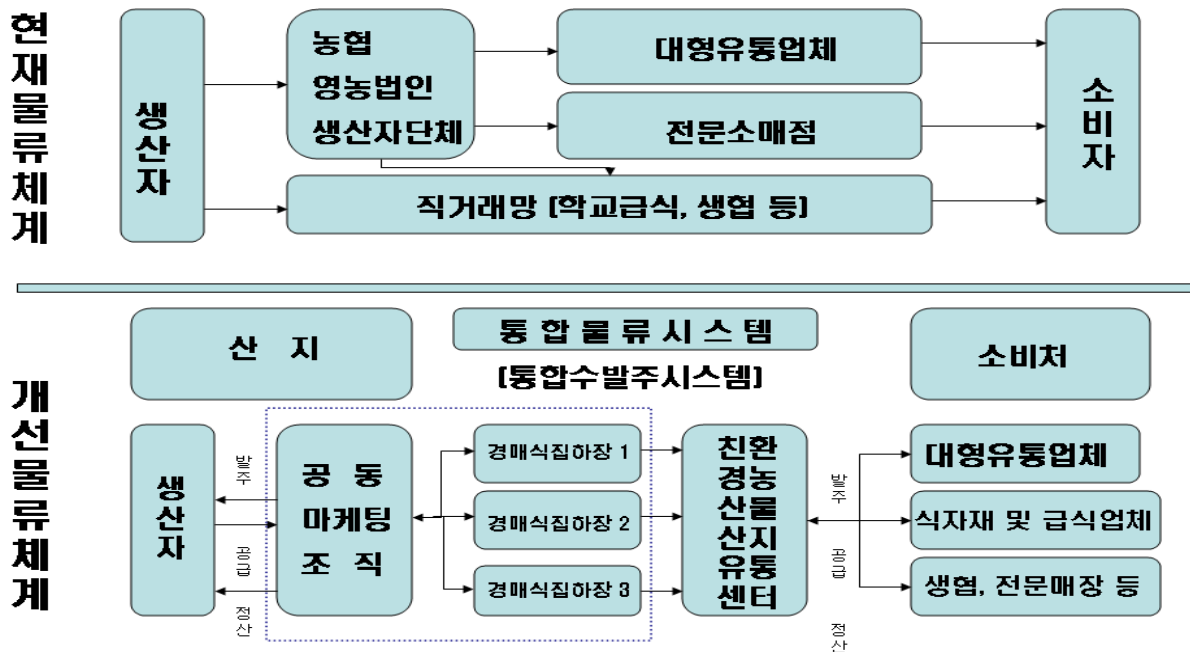 현재물류체계
생산자
농협
영농법인
생산자단체
대형유통업체
전문소매점
직거래망 (학교급식, 생협 등)
소비자
개선물류체계
산 지
통 합 물 류 시 스 템
(통합수발주시스템)
소비처
생산자
발주
공급
정산
공 동
마케팅
조 직
경매식집하장 1
경매식집하장 2
경매식집하장 3
친환
경농
산물
산지
유통
센터
발주
공급
정산
대형유통업체
식자재 및 급식업체
생협, 전문매장 등